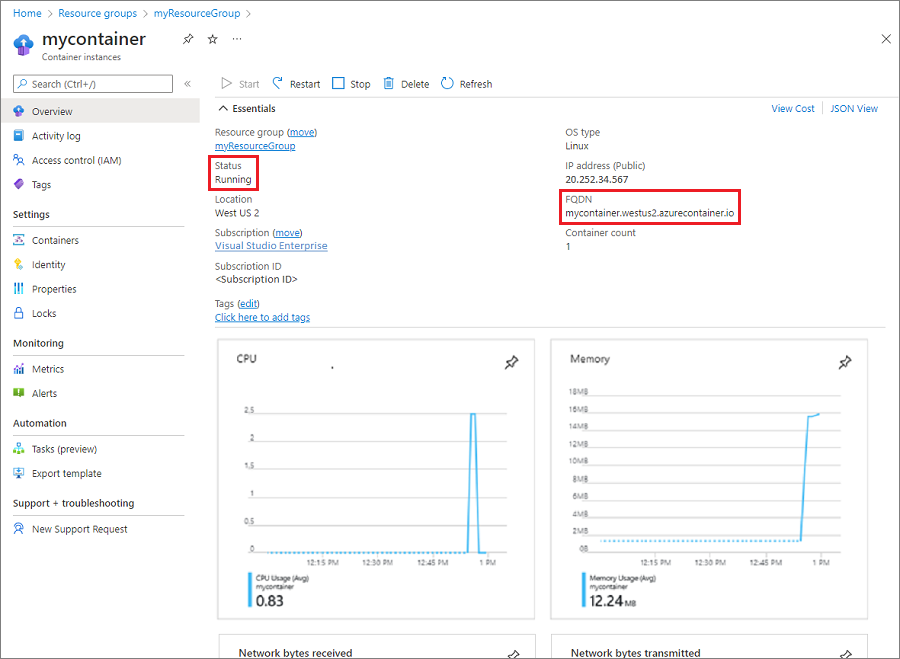 Home > Resource groups > myResourceGroup >
mycontainer
Container instances
Search (Ctrl+/)
Overview
Activity log
Access control (IAM)
Tags
Settings
Containers
Identity
Properties
Locks
Monitoring
Metrics
Alerts
Automation
Tasks (preview)
Export template
Support + troubleshooting
New Support Request
Start Restart Stop Delete Refresh
Essentials
View Cost JSON View
Resource group (move)
myResourceGroup
Status
Running
Location
West US 2
Subscription (move)
Visual Studio Enterprise
Subscription ID
<Subscription ID>
Tags (edit)
Click here to add tags
OS type
Linux
IP address (Public)
20.252.34.567
FQDN
mycontainer.westus2.azurecontainer.io
Container count
1
CPU
2.5
2
1.5
1
0.5
0
12:15 PM 12:30 PM 12:45 PM 1 PM
CPU Usage (Avg)
mycontainer
0.83
Memory
18MB
16MB
14MB
12MB
10MB
8MB
6MB
4MB
2MB
0B
12:15 PM 12:30 PM 12:45 PM 1 PM
Memory Usage (Avg)
mycontainer
12.24 MB
Network bytes received
Network bytes transmitted